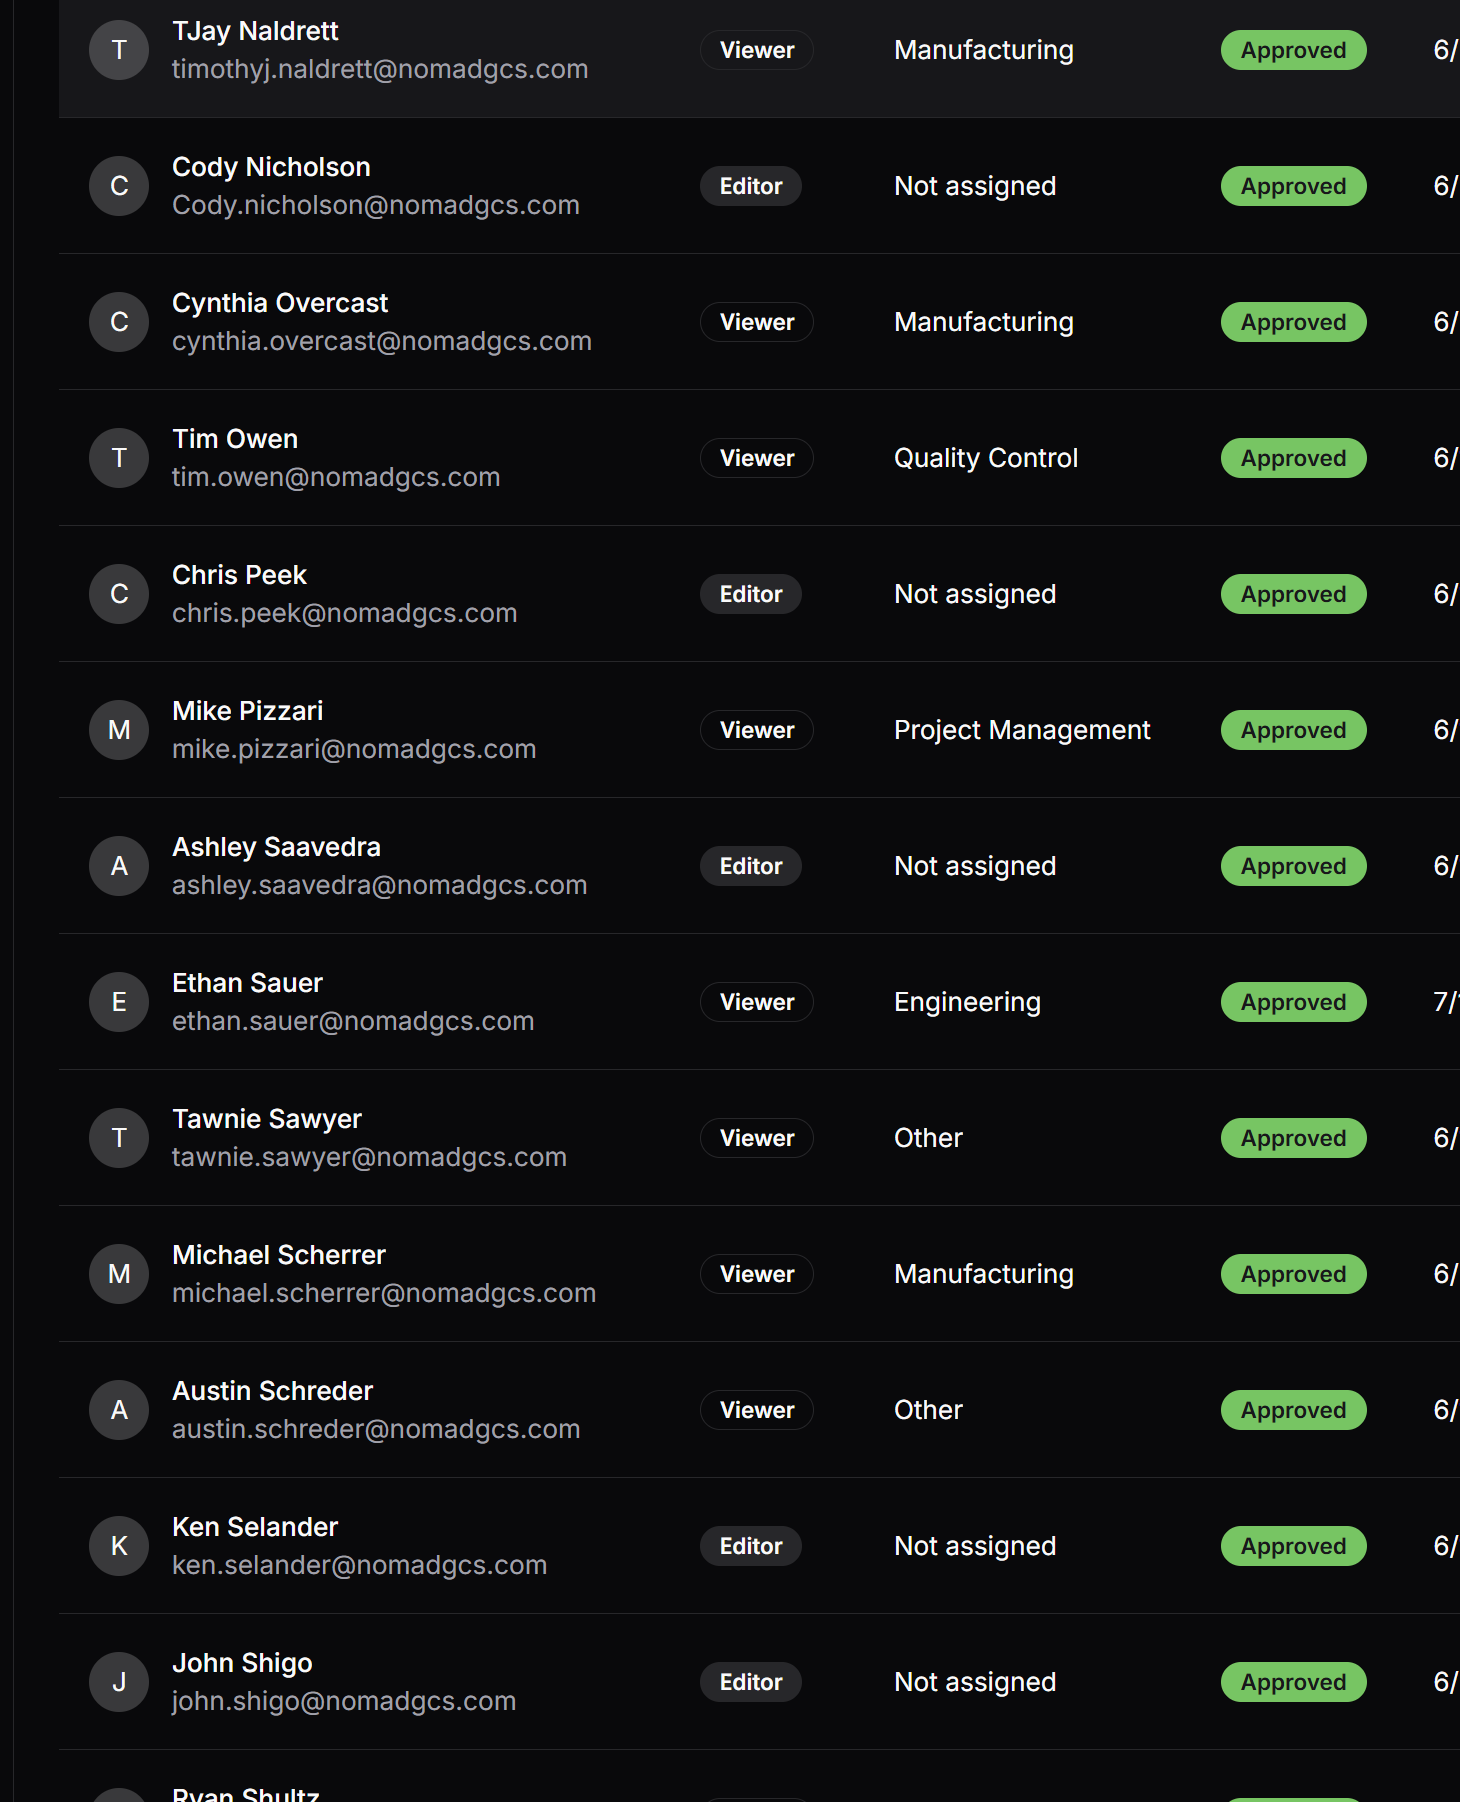 T
TJay Naldrett
timothyj.naldrett@nomadgcs.com
Viewer
Manufacturing
Approved
6/
C
Cody Nicholson
Cody.nicholson@nomadgcs.com
Editor
Not assigned
Approved
6/
C
Cynthia Overcast
cynthia.overcast@nomadgcs.com
Viewer
Manufacturing
Approved
6/
T
Tim Owen
tim.owen@nomadgcs.com
Viewer
Quality Control
Approved
6/
C
Chris Peek
chris.peek@nomadgcs.com
Editor
Not assigned
Approved
6/
M
Mike Pizzari
mike.pizzari@nomadgcs.com
Viewer
Project Management
Approved
6/
A
Ashley Saavedra
ashley.saavedra@nomadgcs.com
Editor
Not assigned
Approved
6/
E
Ethan Sauer
ethan.sauer@nomadgcs.com
Viewer
Engineering
Approved
7/
T
Tawnie Sawyer
tawnie.sawyer@nomadgcs.com
Viewer
Other
Approved
6/
M
Michael Scherrer
michael.scherrer@nomadgcs.com
Viewer
Manufacturing
Approved
6/
A
Austin Schreder
austin.schreder@nomadgcs.com
Viewer
Other
Approved
6/
K
Ken Selander
ken.selander@nomadgcs.com
Editor
Not assigned
Approved
6/
J
John Shigo
john.shigo@nomadgcs.com
Editor
Not assigned
Approved
6/
Ryan Shultz